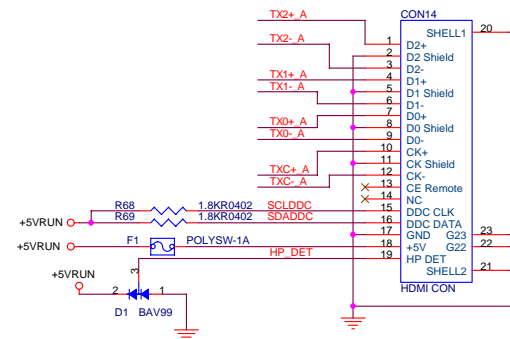 TX2+_A
CON14
SHELL1 20
TX2-_A
1 D2+
2 D2 Shield
3 D2-
TX1+_A
4 D1+
TX1-_A
5 D1 Shield
6 D1-
TX0+_A
7 D0+
8 D0 Shield
TX0-_A
9 D0-
10 CK+
11 CK Shield
TXC+_A
12 CK-
TXC-_A
13 CE Remote
14 NC
R68 1.8KR0402 SCLDDC
15 DDC CLK
R69 1.8KR0402 SDADDC
16 DDC DATA
+5VRUN
17 GND G23 23
+5VRUN F1 POLYSW-1A
18 +5V G22 22
HP_DET
19 HP DET
SHELL2 21
+5VRUN
3
HDMI CON
2 1
D1 BAV99